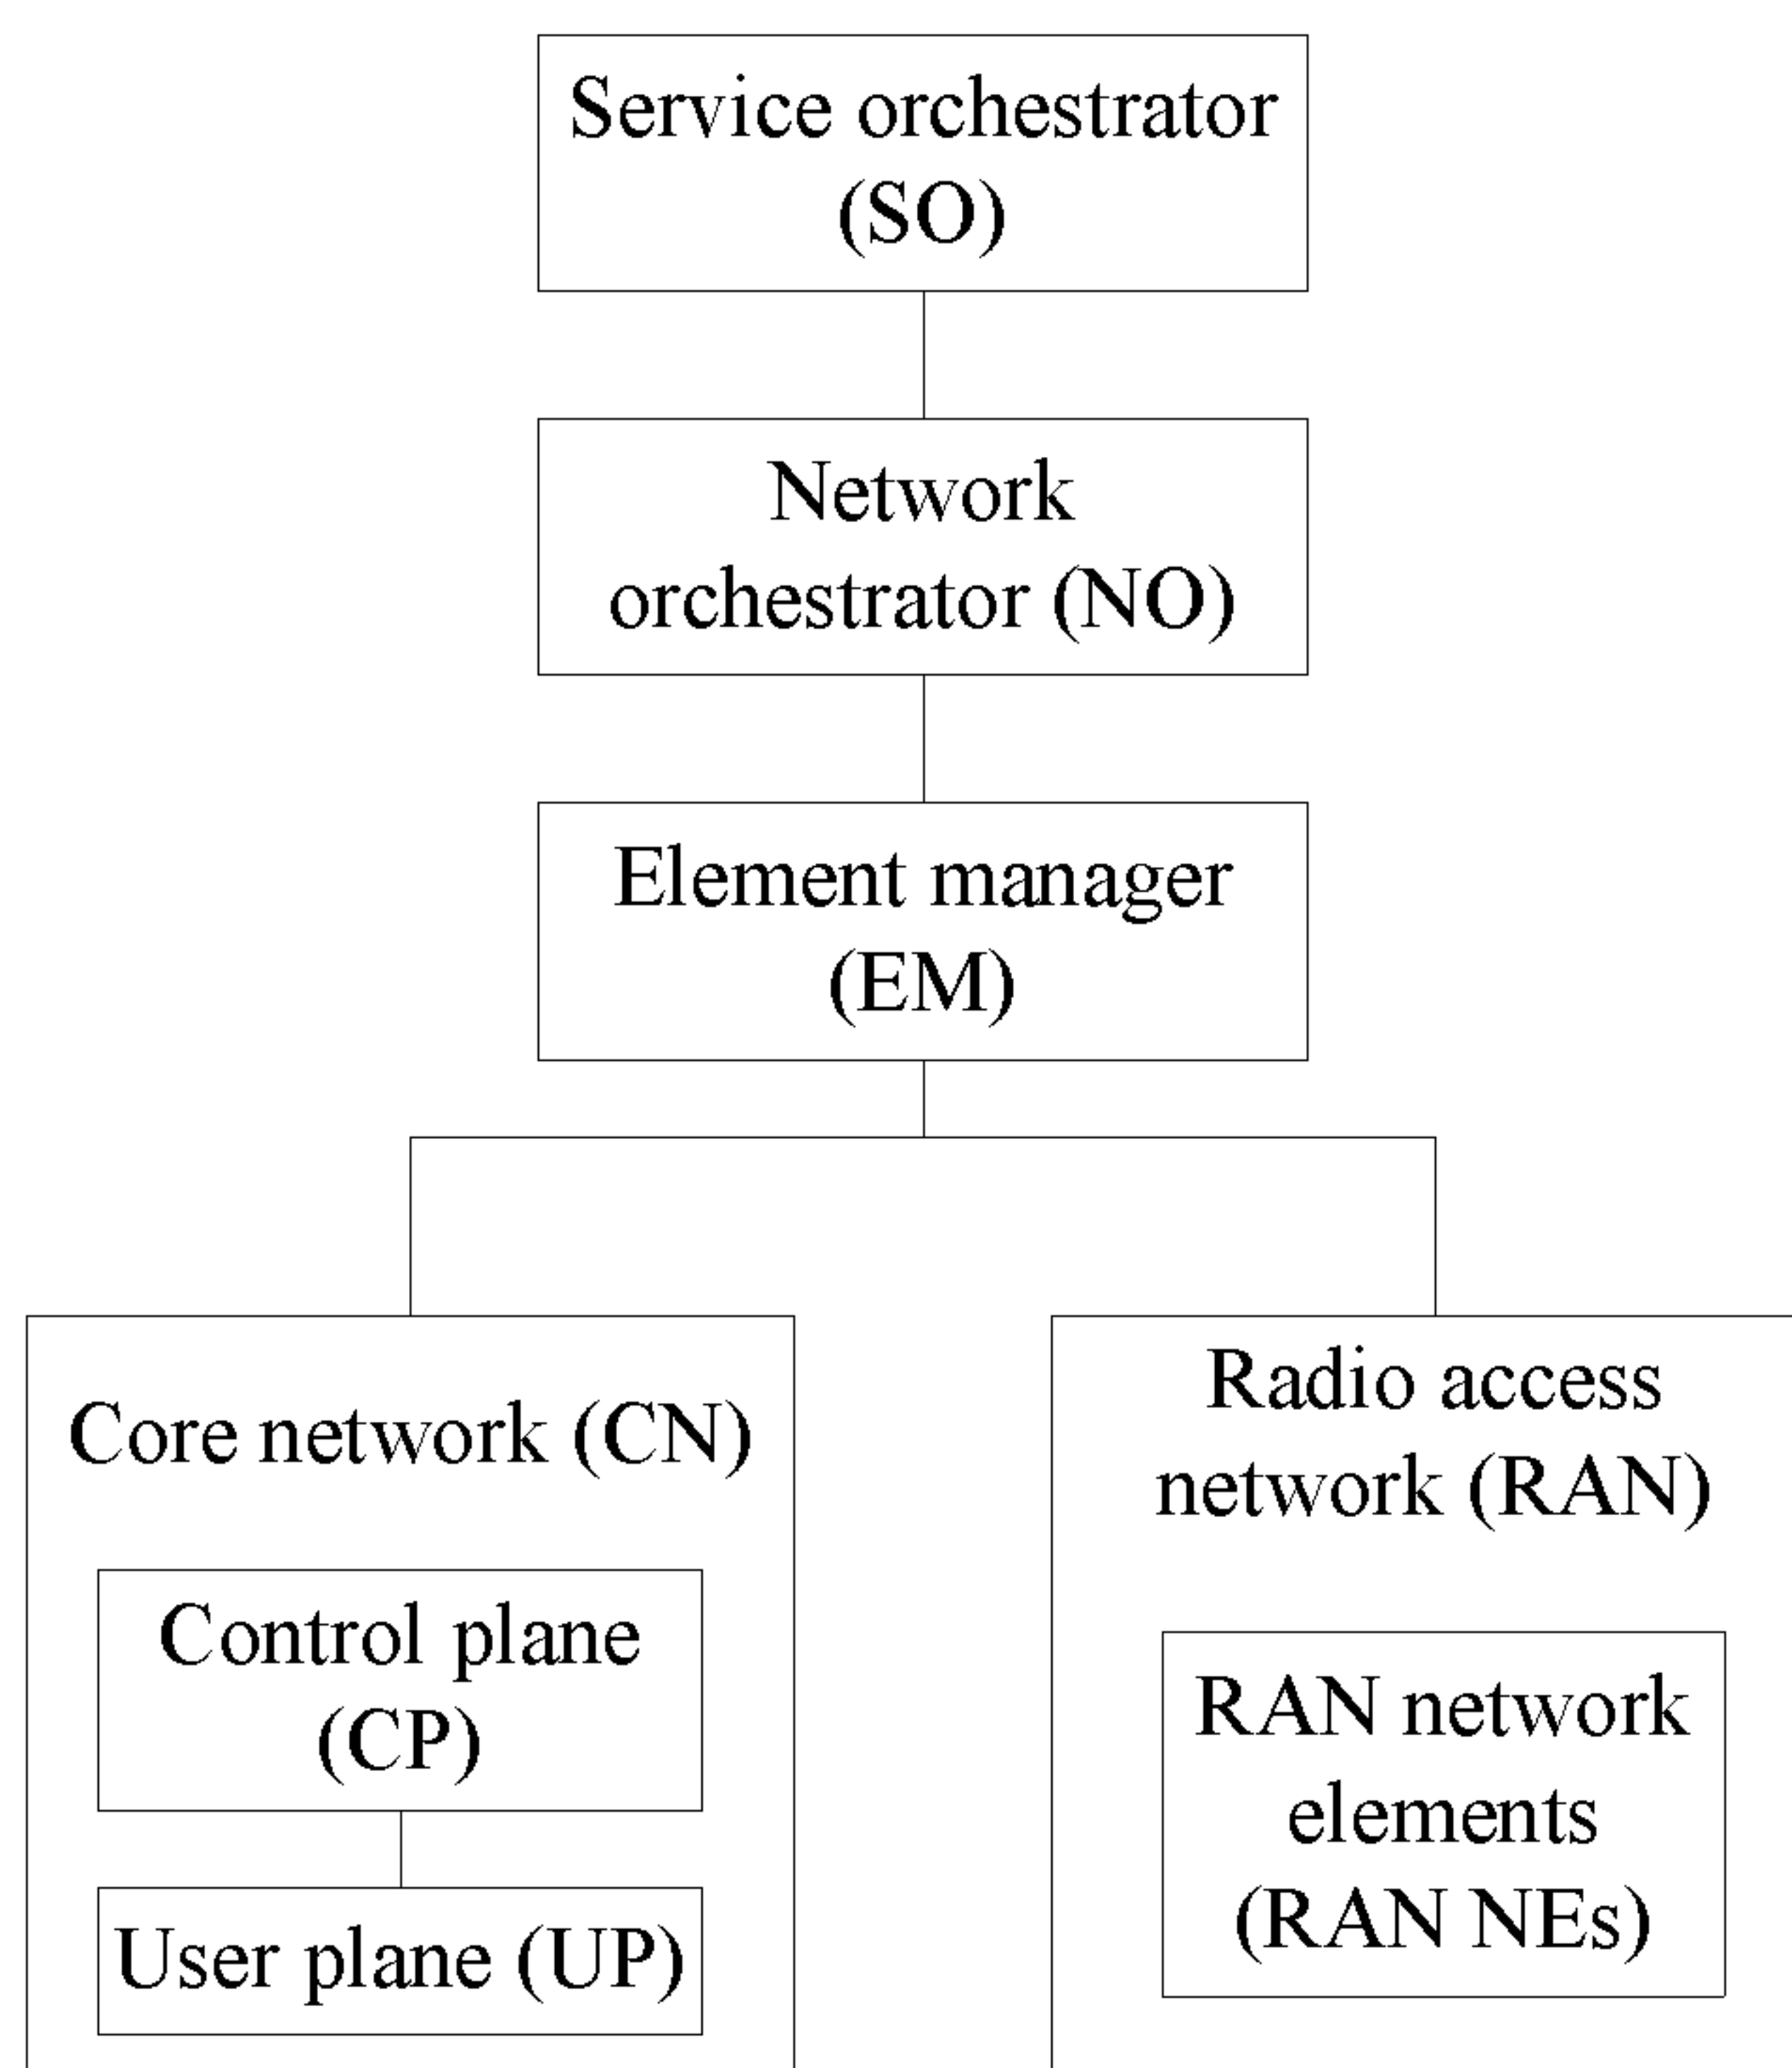 Service orchestrator
(SO)
Network
orchestrator (NO)
Element manager
(EM)
Core network (CN)
Control plane
(CP)
User plane (UP)
Radio access
network (RAN)
RAN network
elements
(RAN NEs)